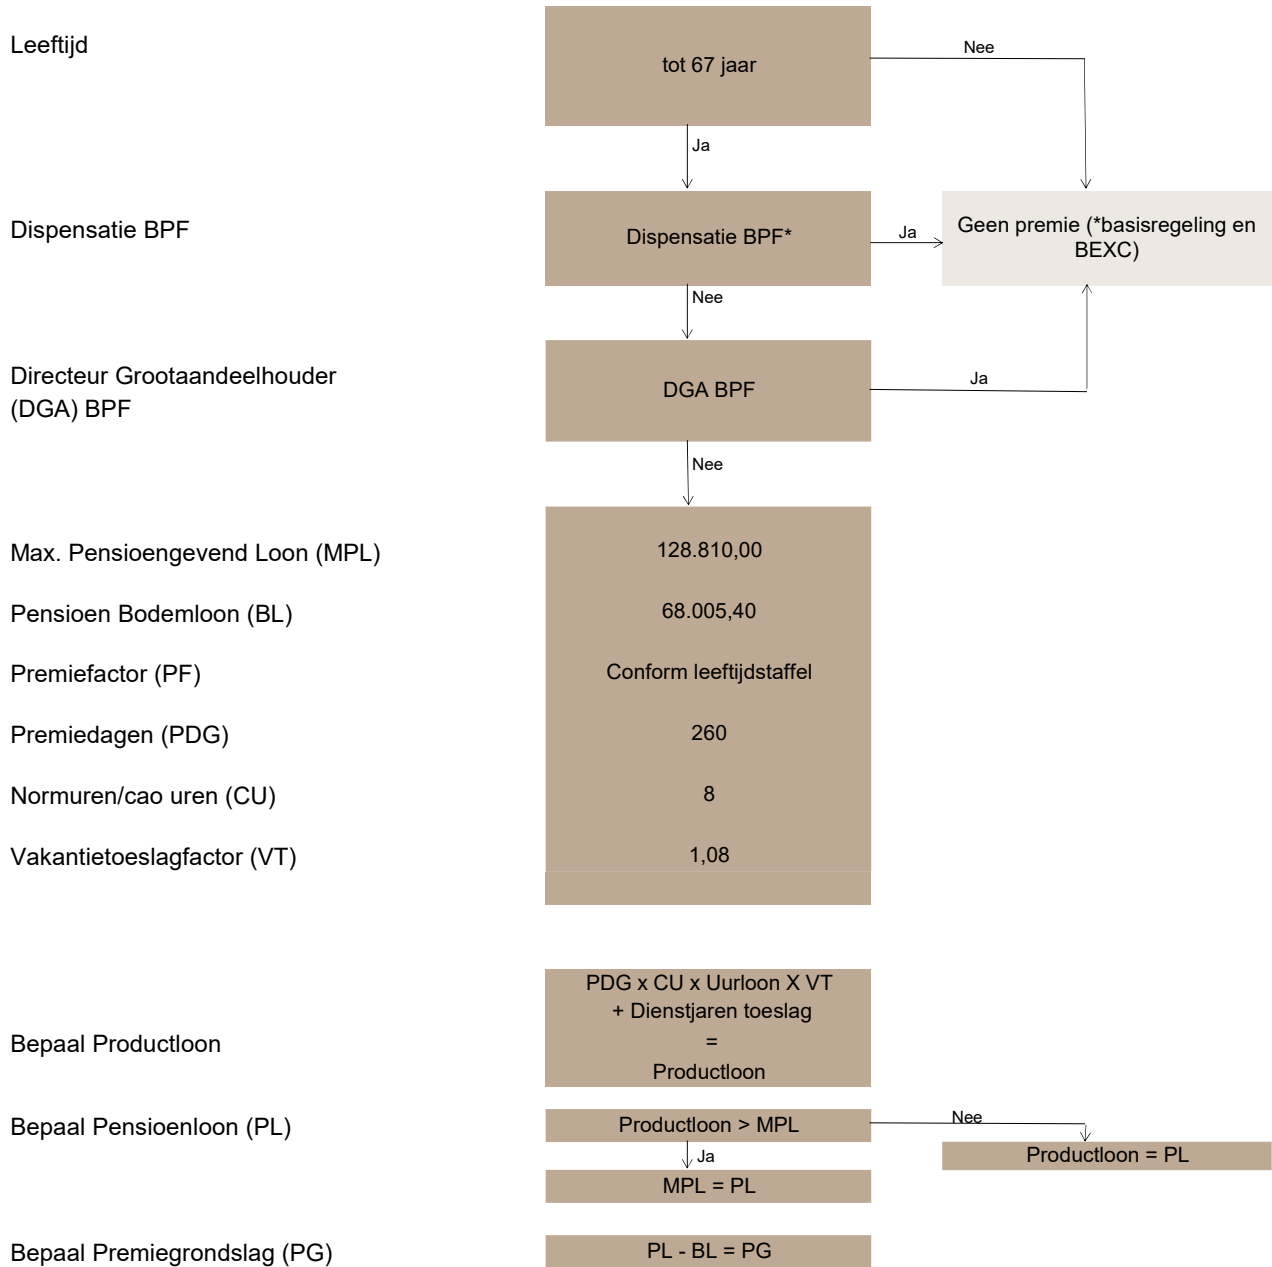 Leeftijd
tot 67 jaar
Nee
Ja
Dispensatie BPF
Dispensatie BPF*
Ja
Geen premie (*basisregeling en
BEXC)
Nee
Directeur Grootaandeelhouder
(DGA) BPF
DGA BPF
Ja
Nee
Max. Pensioengevend Loon (MPL)
128.810,00
Pensioen Bodemloon (BL)
68.005,40
Premiefactor (PF)
Conform leeftijdstaffel
Premiedagen (PDG)
260
Normuren/cao uren (CU)
8
Vakantietoeslagfactor (VT)
1,08
Bepaal Productloon
PDG x CU x Uurloon X VT
+ Dienstjaren toeslag
=
Productloon
Bepaal Pensioenloon (PL)
Productloon > MPL
Nee
Ja
Productloon = PL
MPL = PL
Bepaal Premiegrondslag (PG)
PL - BL = PG